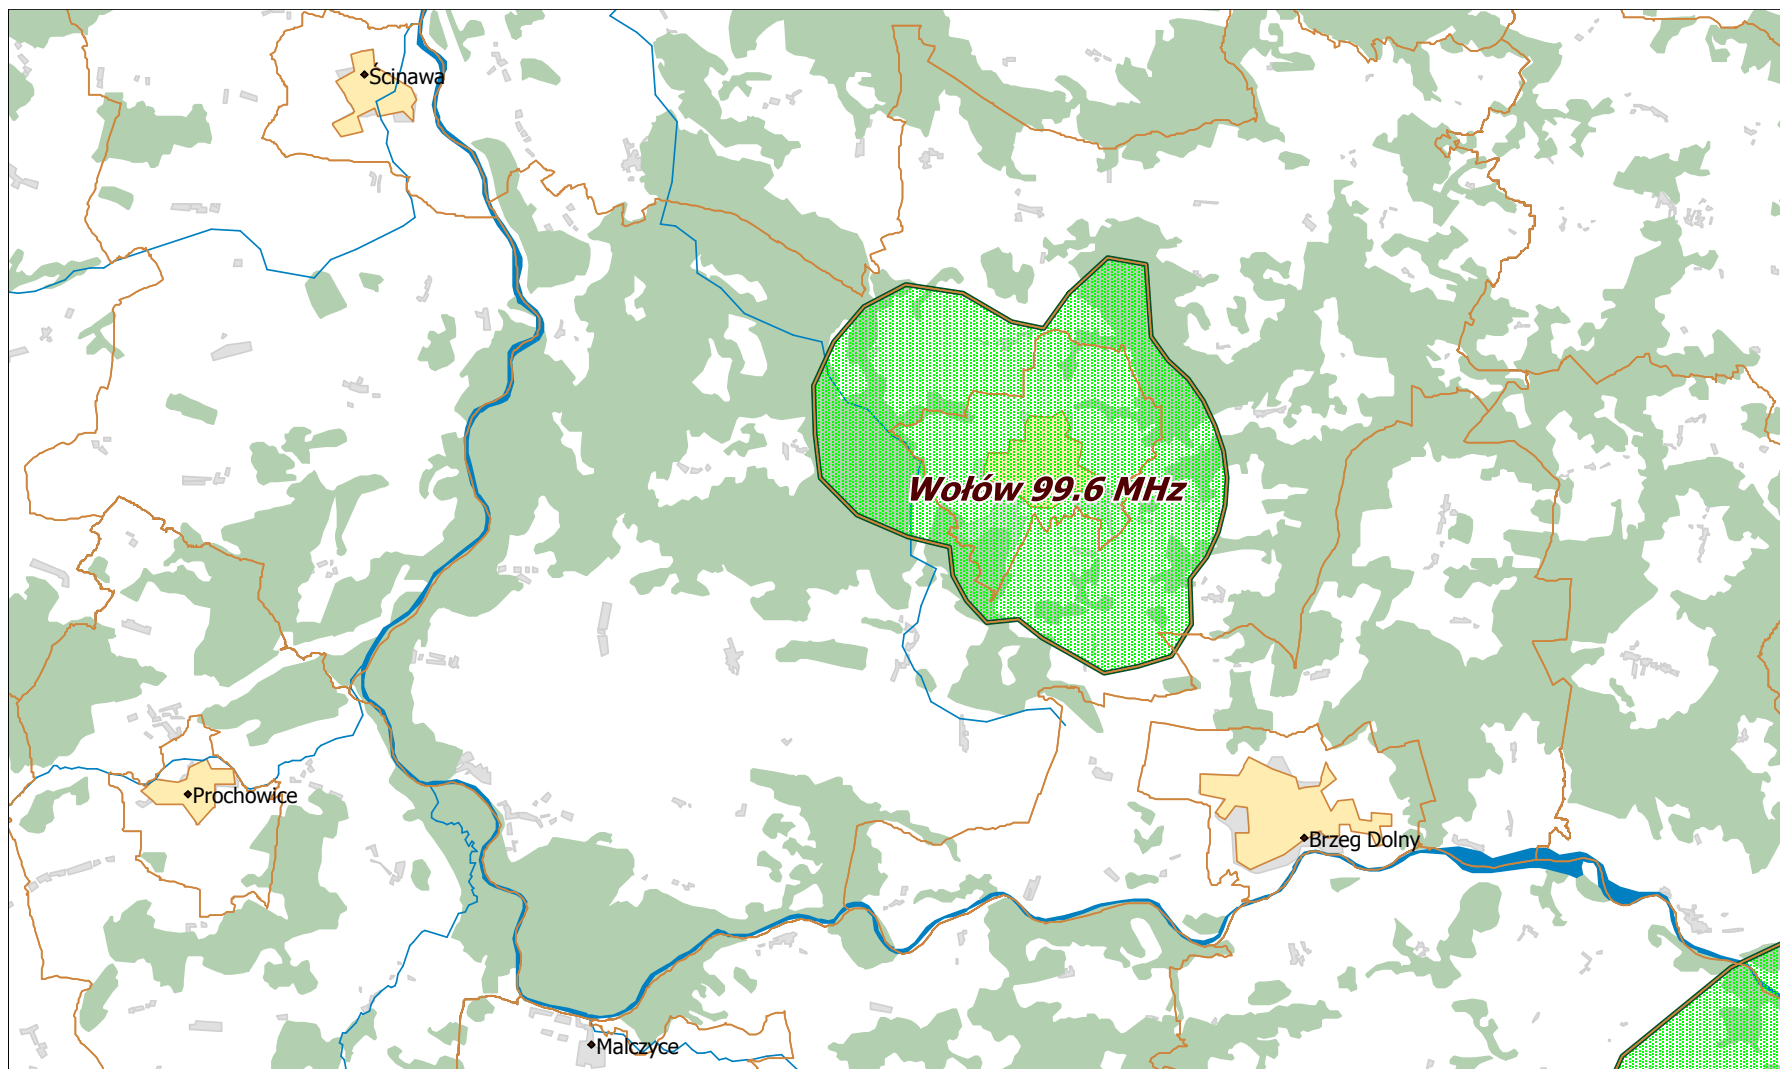 Ścinawa
Wołów 99.6 MHz
Prochowice
Brzeg Dolny
Malczyce